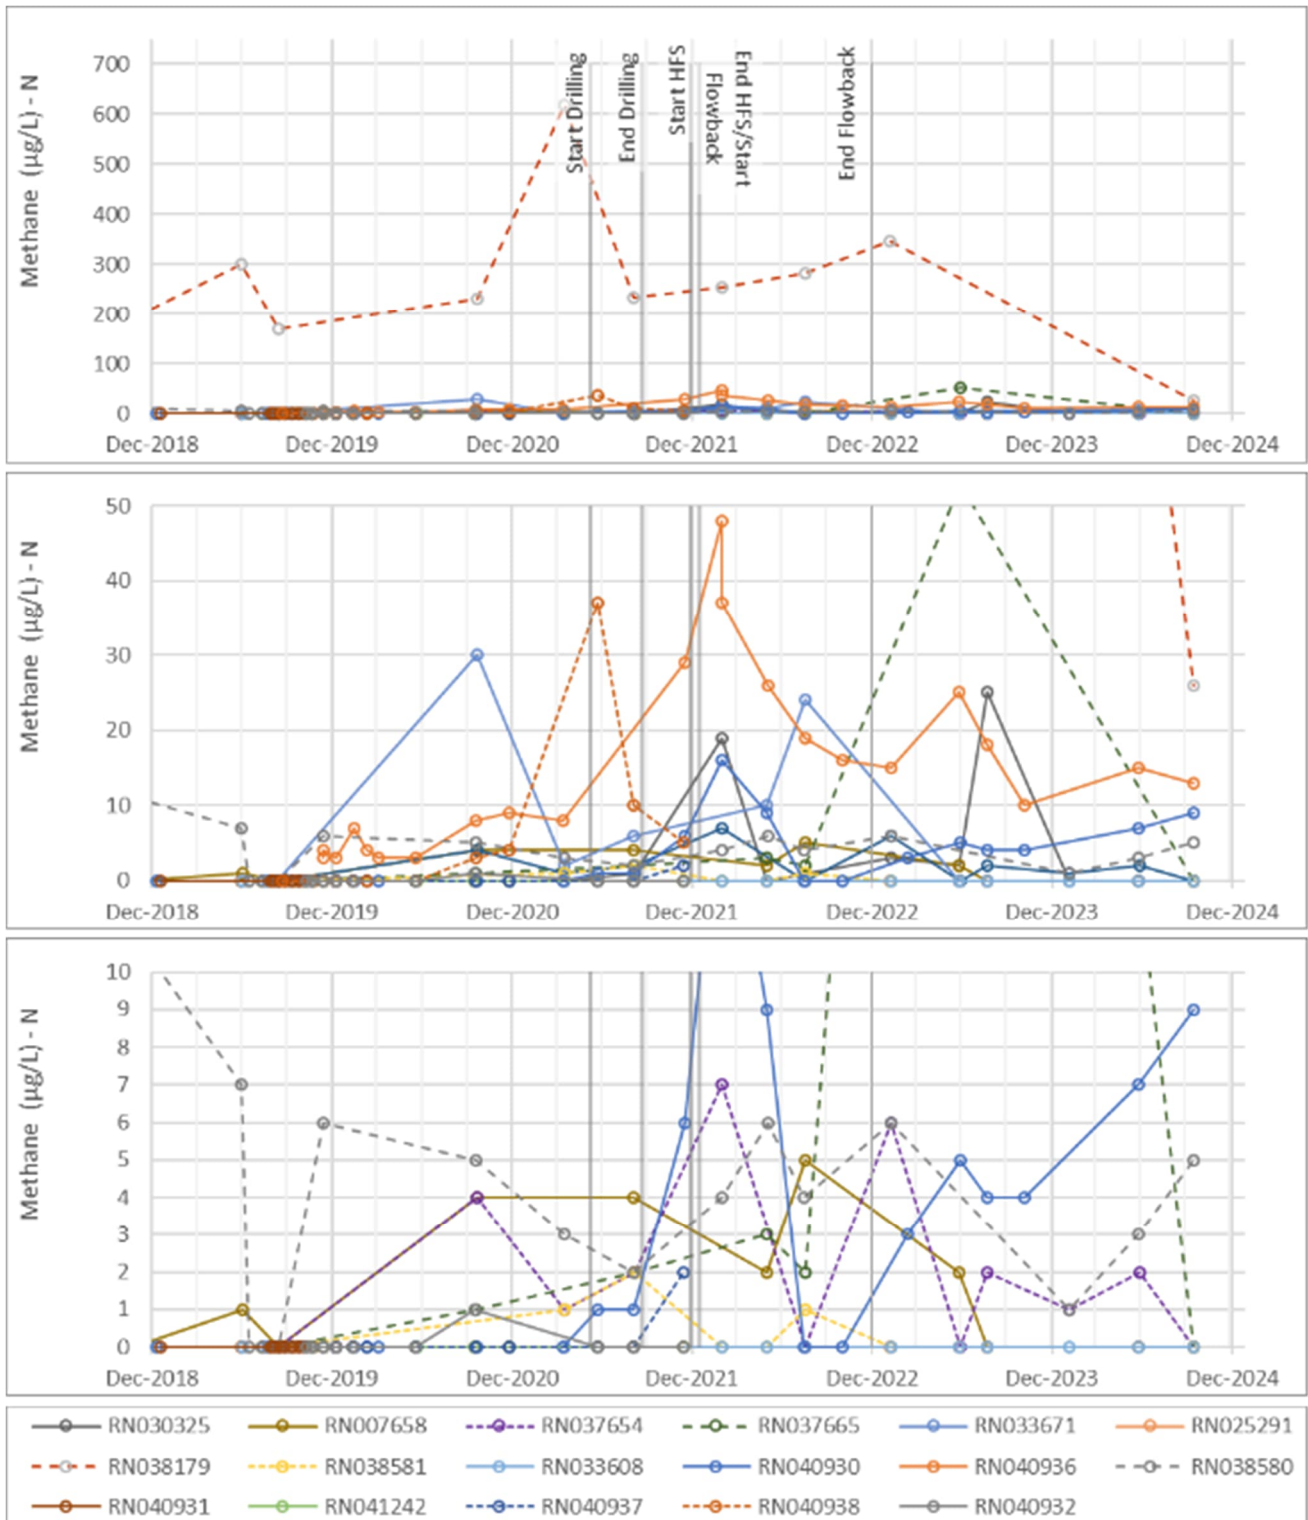 Methane (µg/L) - N
700
600
500
400
300
200
100
0
Start Drilling
End Drilling
Start HFS
End HFS/Start
Flowback
End Flowback
Dec-2018 Dec-2019 Dec-2020 Dec-2021 Dec-2022 Dec-2023 Dec-2024
Methane (µg/L) - N
50
40
30
20
10
0
Dec-2018 Dec-2019 Dec-2020 Dec-2021 Dec-2022 Dec-2023 Dec-2024
Methane (µg/L) - N
10
9
8
7
6
5
4
3
2
1
0
Dec-2018 Dec-2019 Dec-2020 Dec-2021 Dec-2022 Dec-2023 Dec-2024
RN030325 RN007658 RN037654 RN037665 RN033671 RN025291
RN038179 RN038581 RN033608 RN040930 RN040936 RN038580
RN040931 RN041242 RN040937 RN040938 RN040932